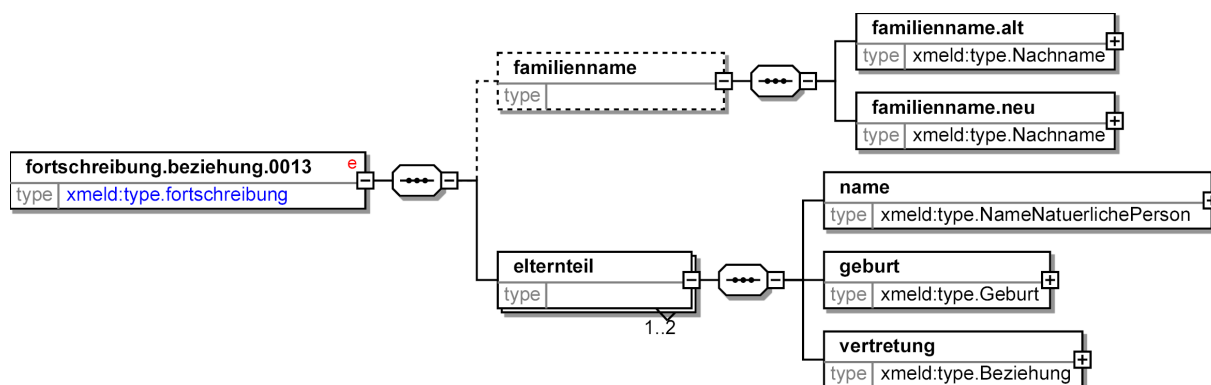 familienname.alt
type xmeld:type.Nachname
familienname
type
familienname.neu
type xmeld:type.Nachname
fortschreibung.beziehung.0013 e
type xmeld:type.fortschreibung
name
type xmeld:type.NameNatuerlichePerson
elternteil
type
1..2
geburt
type xmeld:type.Geburt
vertretung
type xmeld:type.Beziehung